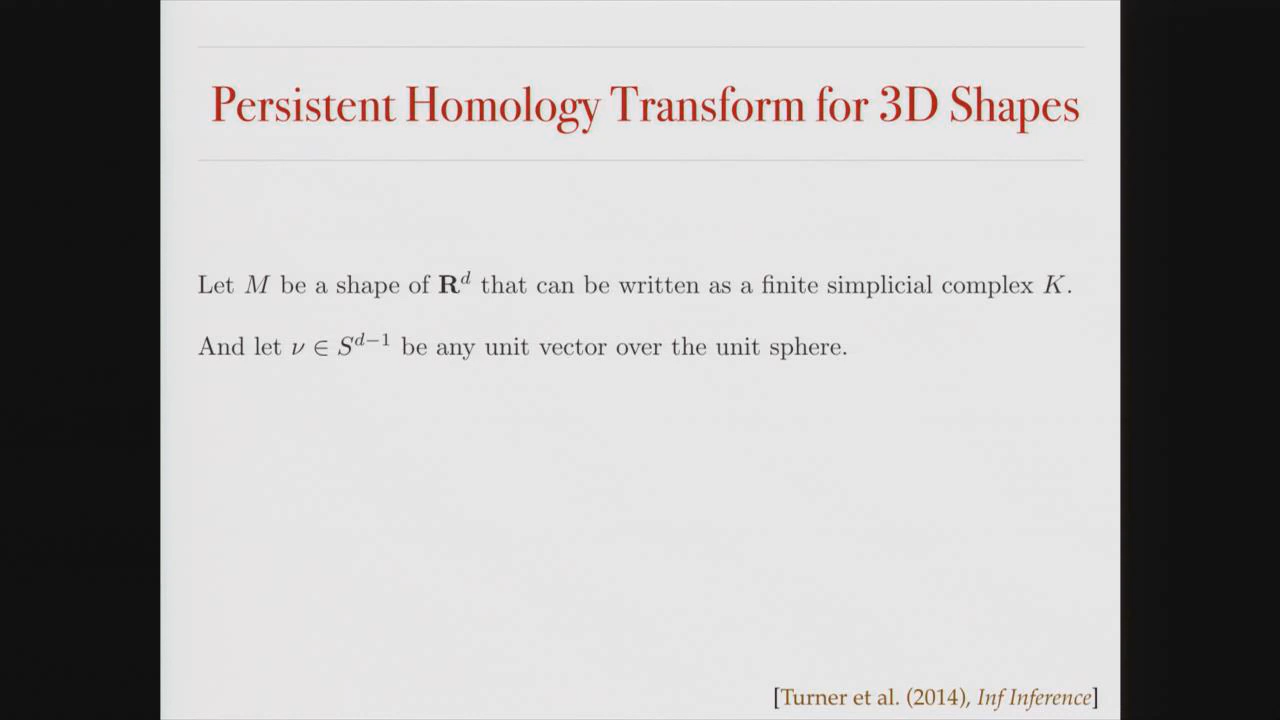 Persistent Homology Transform for 3D Shapes
Let M be a shape of R^d that can be written as a finite simplicial complex K.
And let ν ∈ S^{d−1} be any unit vector over the unit sphere.
[Turner et al. (2014), Inf Inference]